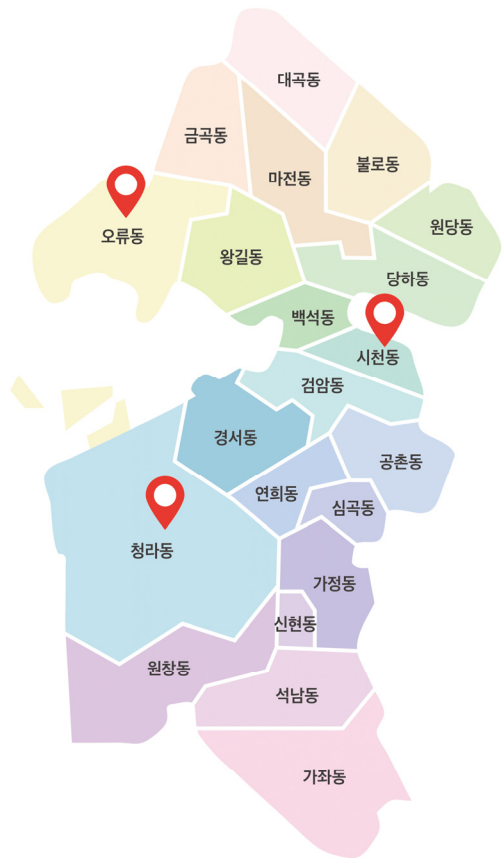 대곡동
금곡동
불로동
마전동
원당동
오류동
왕길동
당하동
백석동
시천동
검암동
경서동
공촌동
연희동
심곡동
청라동
가정동
신현동
원창동
석남동
가좌동